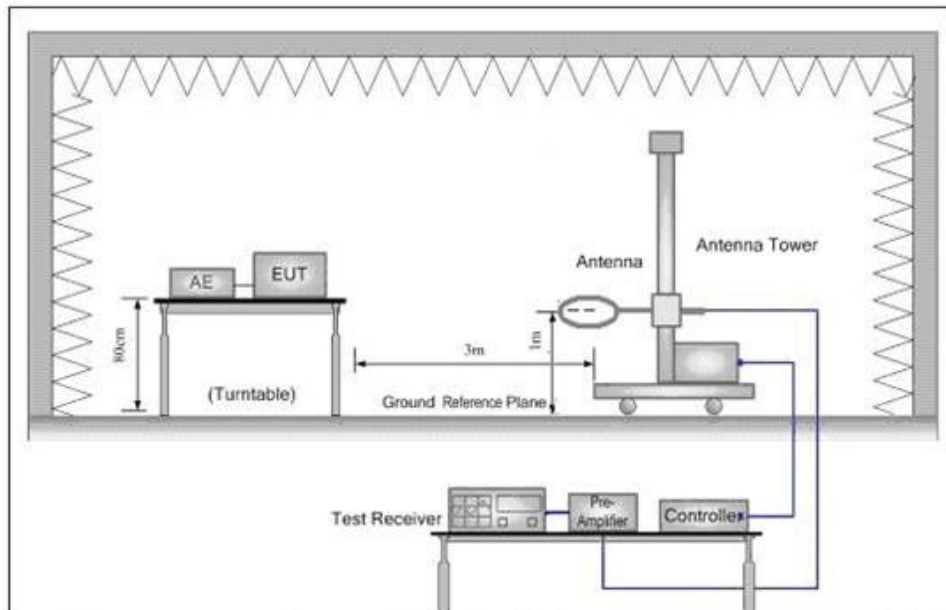 Antenna Tower
Antenna
EUT
AE
80cm
1m
3m
(Turntable)
Ground Reference Plane
Test Receiver
Pre-
Amplifier
Controller